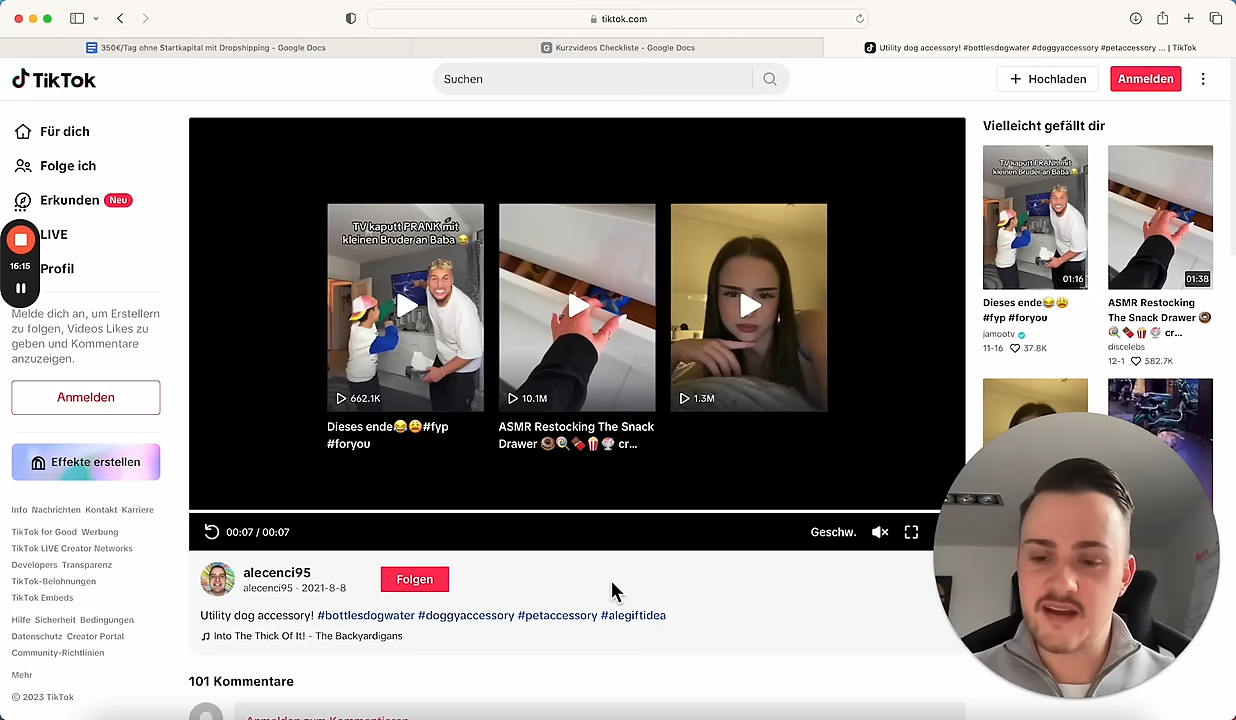 tiktok.com
350€/Tag ohne Startkapital mit Dropshipping - Google Docs
Kurzvideos Checkliste - Google Docs
Utility dog accessory! #bottlesdogwater #doggyaccessory #petaccessory ... | TikTok
TikTok
Suchen
Hochladen
Anmelden
Für dich
Folge ich
Erkunden Neu
LIVE
16:15
Profil
Melde dich an, um Erstellern
zu folgen, Videos Likes zu
geben und Kommentare
anzuzeigen.
Anmelden
Effekte erstellen
Info Nachrichten Kontakt Karriere
TikTok for Good Werbung
TikTok LIVE Creator Networks
Developers Transparenz
TikTok-Belohnungen
TikTok Embeds
Hilfe Sicherheit Bedingungen
Datenschutz Creator Portal
Community-Richtlinien
Mehr
© 2023 TikTok
TV kaputt PRANK mit
kleinen Bruder an Baba 😂
662.1K
Dieses ende😂😩#fyp
#foryou
10.1M
ASMR Restocking The Snack
Drawer 🍩🍭🍫🍿🍨 cr...
1.3M
00:07 / 00:07
Geschw.
alecenci95
alecenci95 · 2021-8-8
Folgen
Utility dog accessory! #bottlesdogwater #doggyaccessory #petaccessory #alegiftidea
♫ Into The Thick Of It! - The Backyardigans
101 Kommentare
Anmelden zum Kommentieren
Vielleicht gefällt dir
TV kaputt PRANK mit
kleinen Bruder an Baba 😂
01:16
Dieses ende😂😩
#fyp #foryou
jamootv
11-16 37.8K
01:38
ASMR Restocking
The Snack Drawer 🍩
🍭🍫🍿🍨 cr...
discelebs
12-1 582.7K